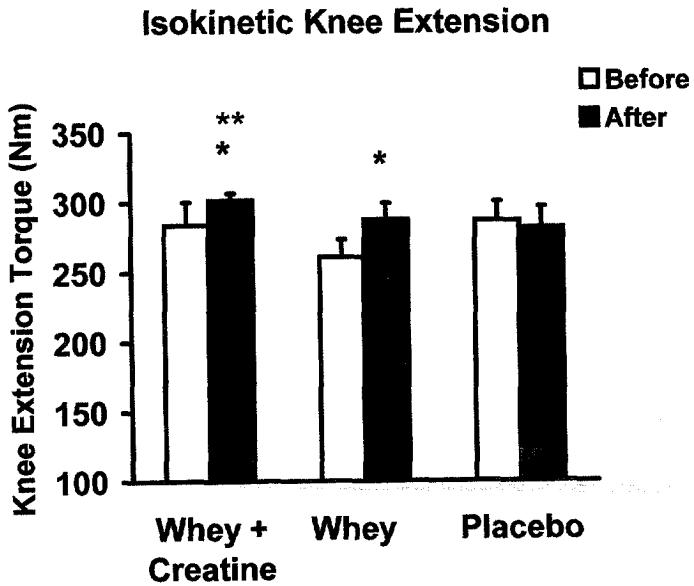 Isokinetic Knee Extension
Before
After
Knee Extension Torque (Nm)
350
300
250
200
150
100
**
*
*
Whey +
Creatine
Whey
Placebo